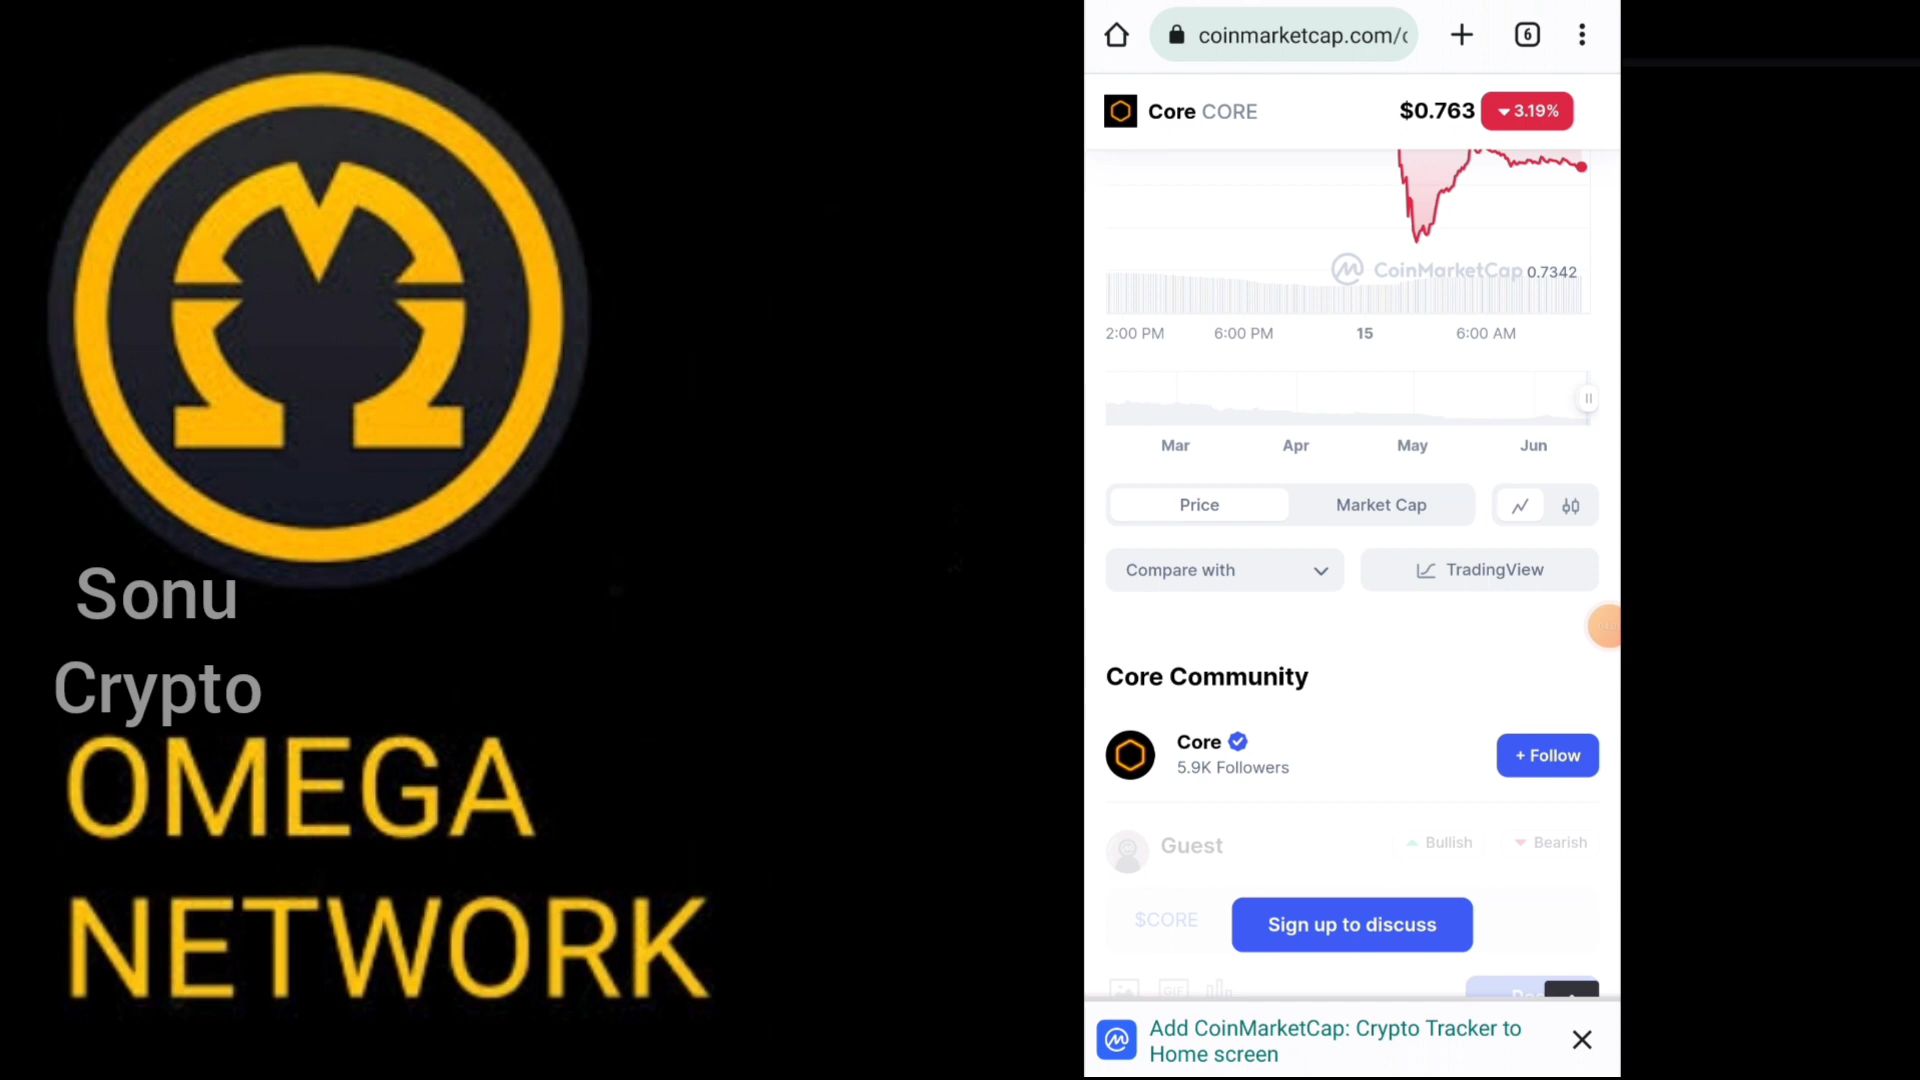 Sonu
Crypto
OMEGA
NETWORK
coinmarketcap.com/c
6
Core CORE
$0.763
3.19%
CoinMarketCap
0.7342
2:00 PM 6:00 PM 15 6:00 AM
Mar Apr May Jun
Price
Market Cap
Compare with
TradingView
Core Community
Core
5.9K Followers
+ Follow
Guest
Bullish
Bearish
$CORE
Sign up to discuss
GIF
Add CoinMarketCap: Crypto Tracker to
Home screen